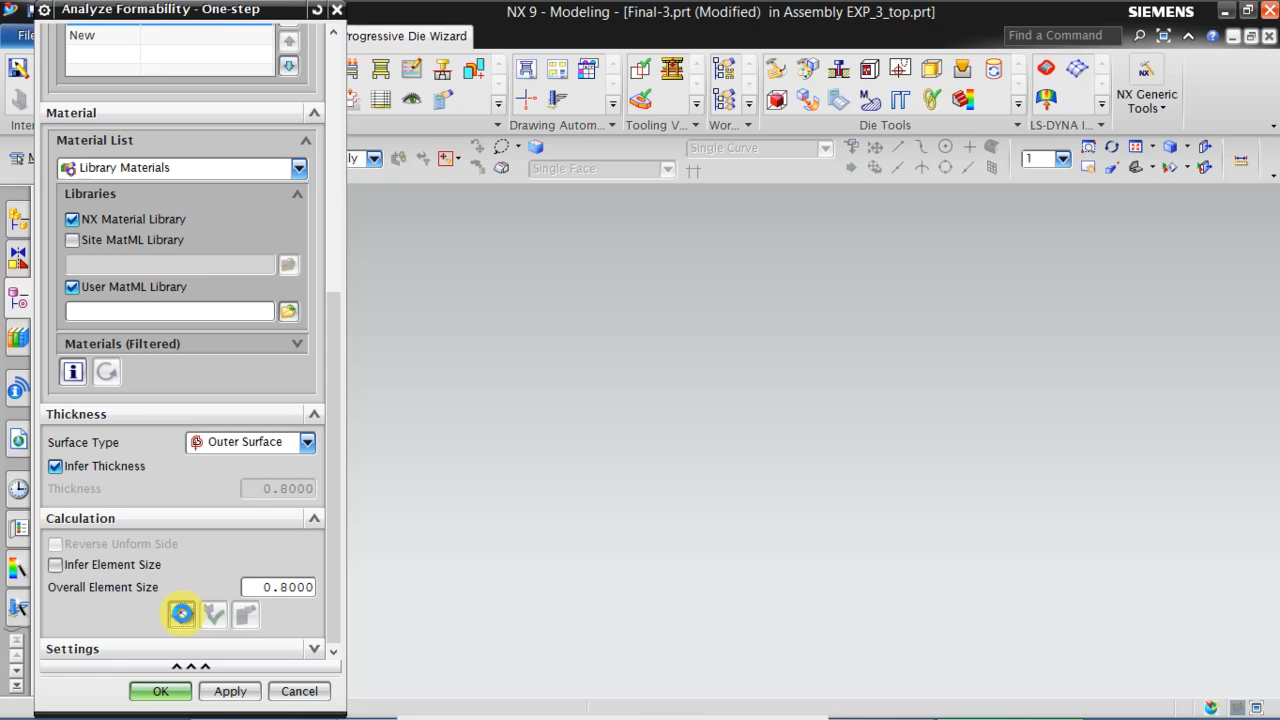 Analyze Formability - One-step
NX 9 - Modeling - [Final-3.prt (Modified) in Assembly EXP_3_top.prt]
SIEMENS
New
Fil
rogressive Die Wizard
Find a Command
Inter
Drawing Autom...
Tooling V...
Wor...
Die Tools
LS-DYNA I...
NX Generic
Tools
Material
Material List
Library Materials
ly
Single Curve
Single Face
1
Libraries
NX Material Library
Site MatML Library
User MatML Library
Materials (Filtered)
Thickness
Surface Type
Outer Surface
Infer Thickness
Thickness
0.8000
Calculation
Reverse Unform Side
Infer Element Size
Overall Element Size
0.8000
Settings
OK
Apply
Cancel